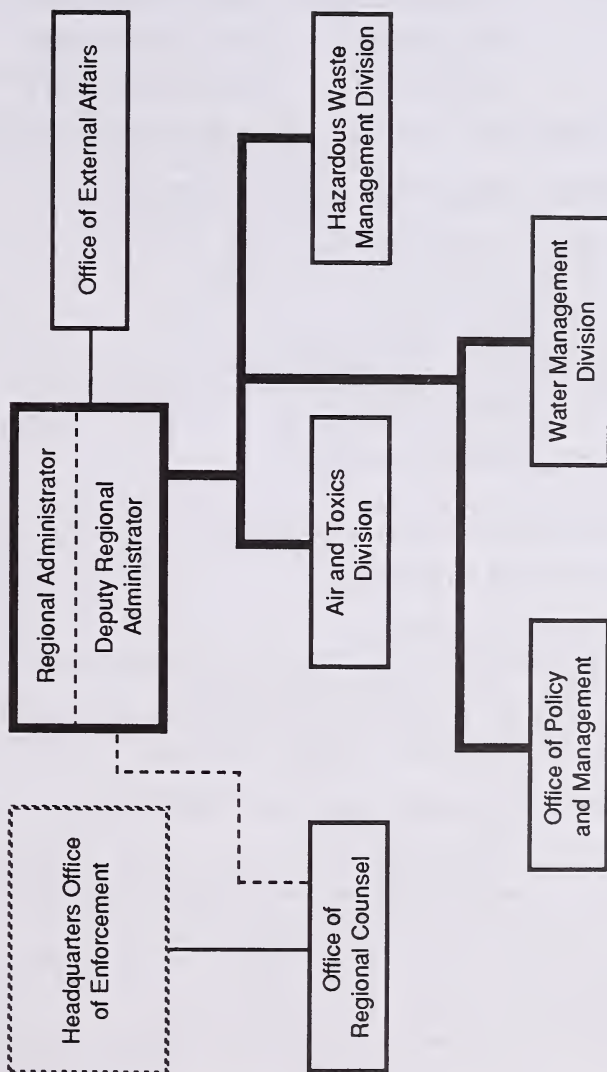 Headquarters Office
of Enforcement
Regional Administrator
Deputy Regional
Administrator
Office of External Affairs
Office of
Regional Counsel
Air and Toxics
Division
Hazardous Waste
Management Division
Office of Policy
and Management
Water Management
Division